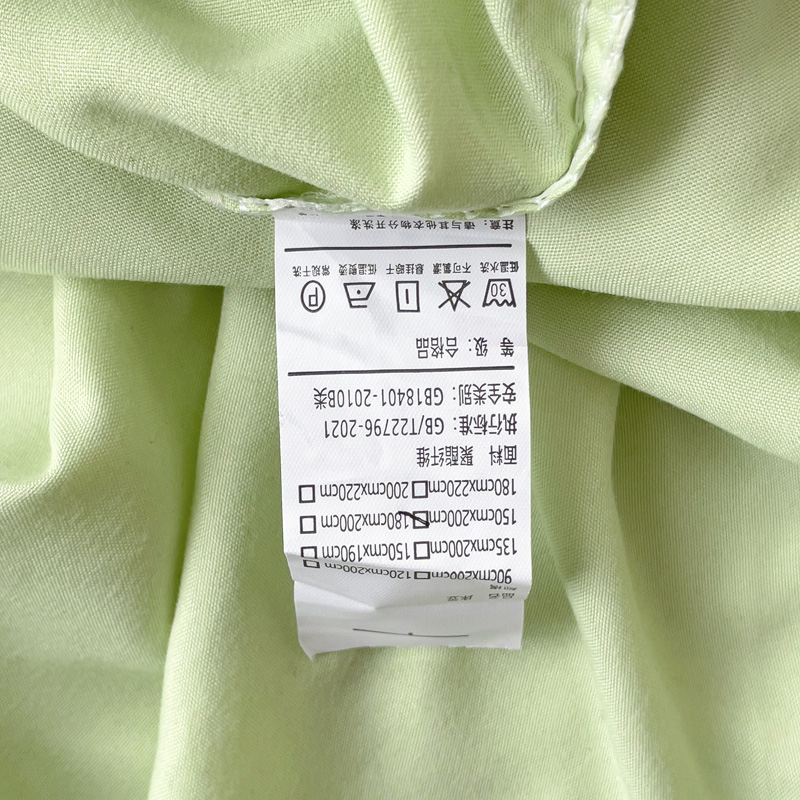 品名 床笠
90cmx200cm□120cmx200cm□
135cmx200cm□150cmx190cm□
150cmx200cm☑180cmx200cm□
180cmx220cm□200cmx220cm□
面料 聚酯纤维
执行标准：GB/T22796-2021
安全类别：GB18401-2010B类
等 级：合格品
30 P
低温水洗 不可氯漂 悬挂晾干 低温熨烫 常规干洗
注意：请与其他衣物分开洗涤